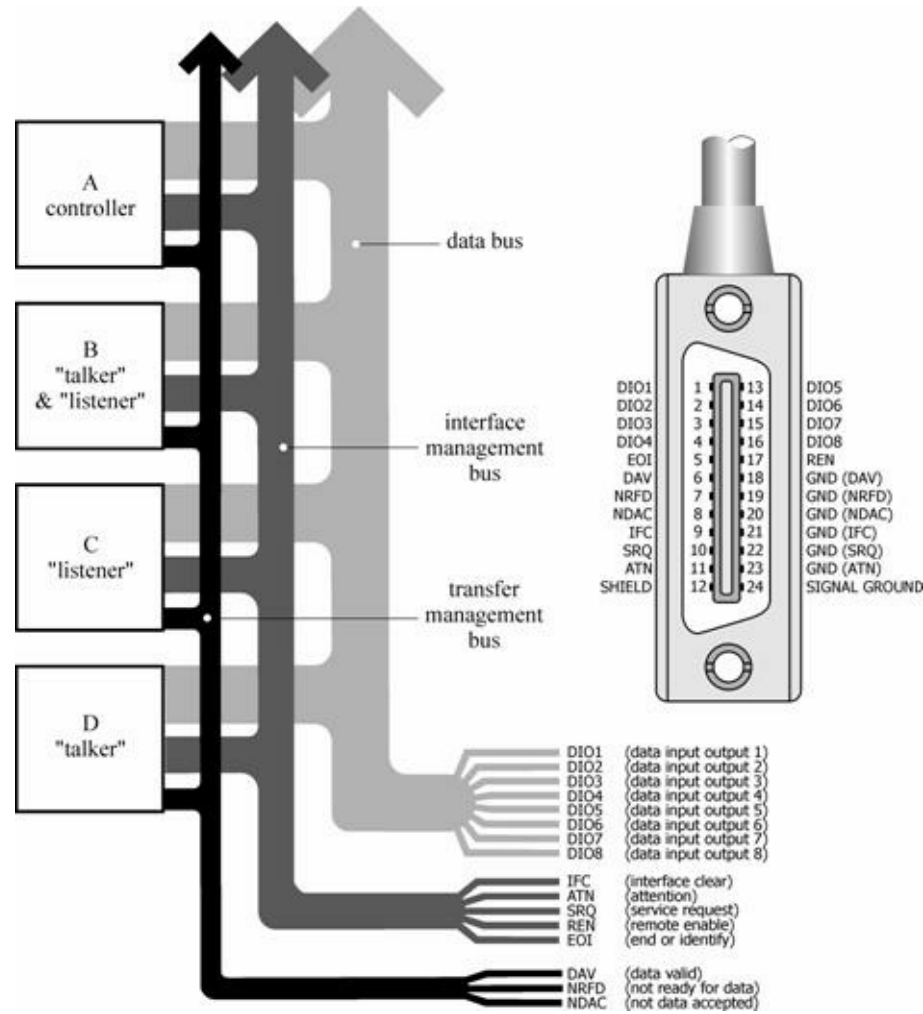 A
controller
B
"talker"
& "listener"
C
"listener"
D
"talker"
data bus
interface
management
bus
transfer
management
bus
DIO1 1 13 DIO5
DIO2 2 14 DIO6
DIO3 3 15 DIO7
DIO4 4 16 DIO8
EOI 5 17 REN
DAV 6 18 GND (DAV)
NRFD 7 19 GND (NRFD)
NDAC 8 20 GND (NDAC)
IFC 9 21 GND (IFC)
SRQ 10 22 GND (SRQ)
ATN 11 23 GND (ATN)
SHIELD 12 24 SIGNAL GROUND
DIO1 (data input output 1)
DIO2 (data input output 2)
DIO3 (data input output 3)
DIO4 (data input output 4)
DIO5 (data input output 5)
DIO6 (data input output 6)
DIO7 (data input output 7)
DIO8 (data input output 8)
IFC (interface clear)
ATN (attention)
SRQ (service request)
REN (remote enable)
EOI (end or identify)
DAV (data valid)
NRFD (not ready for data)
NDAC (not data accepted)